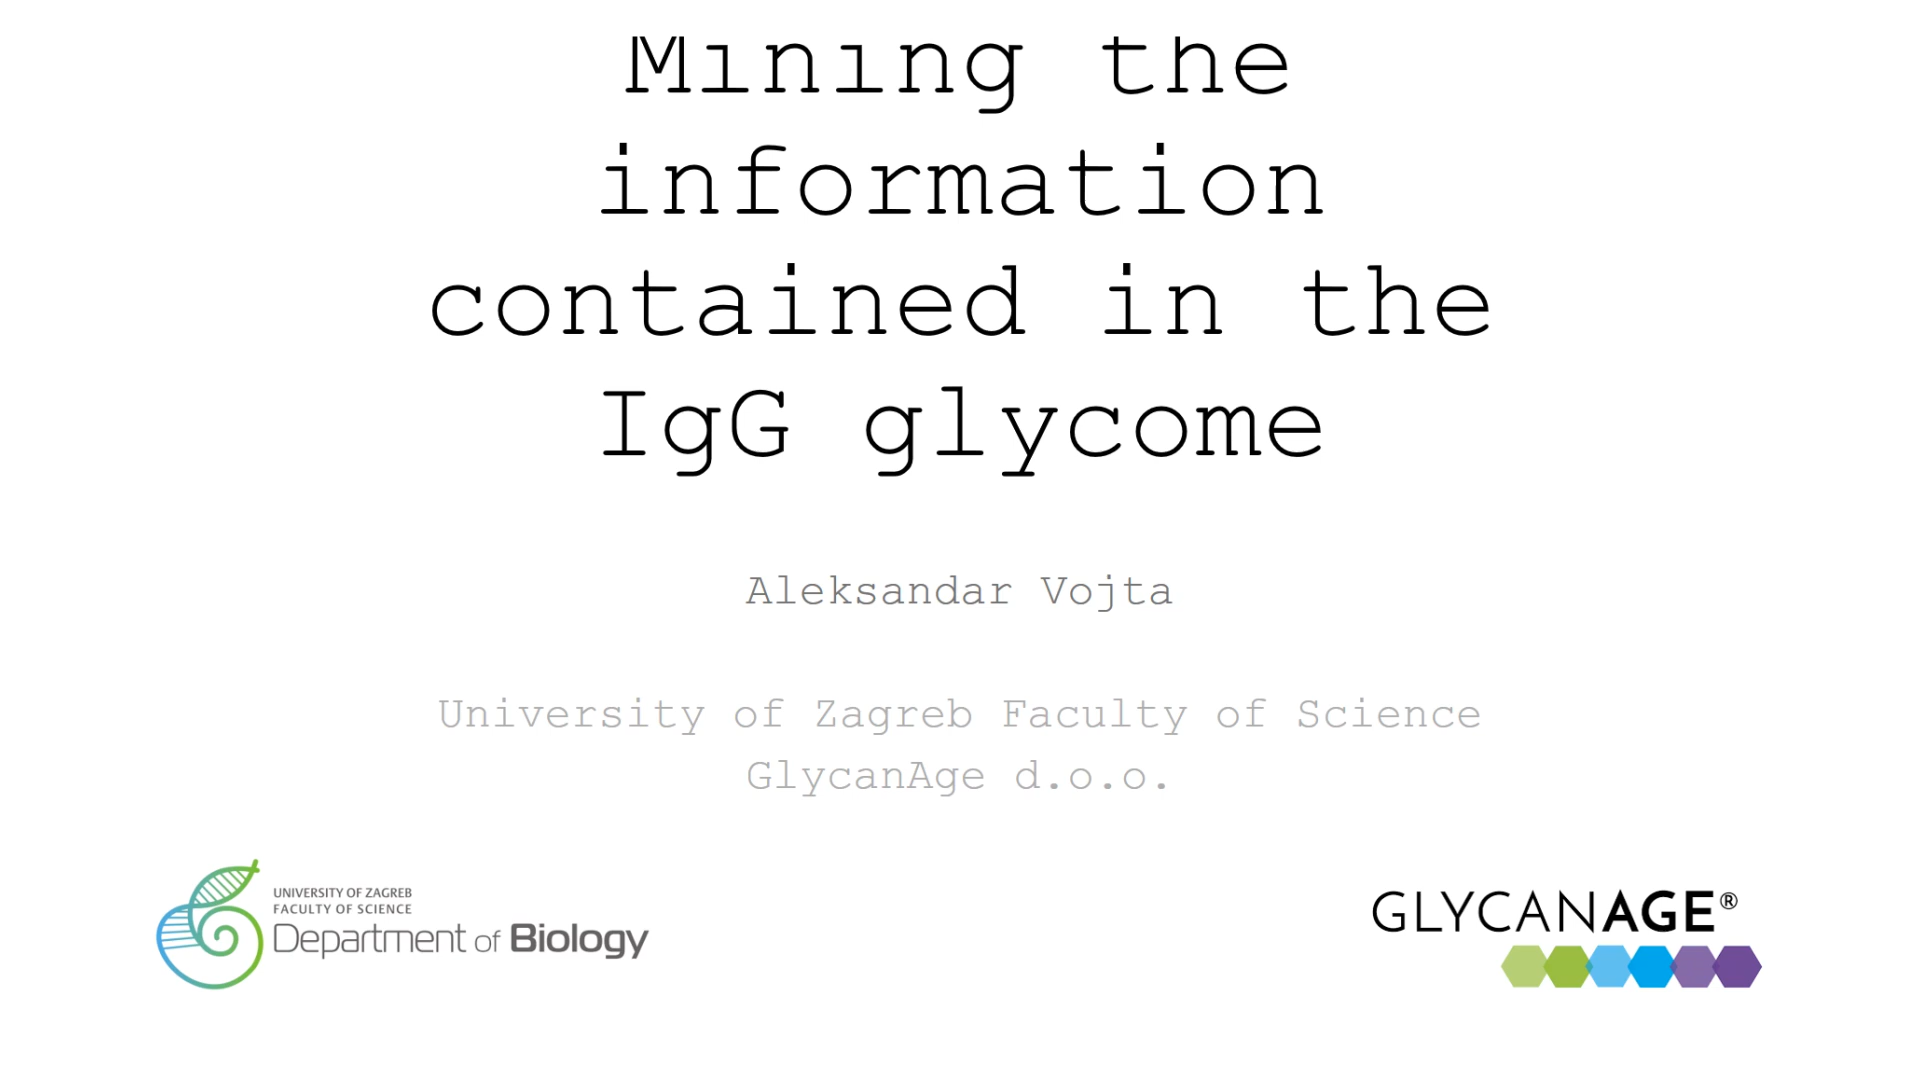 Mining the
information
contained in the
IgG glycome
Aleksandar Vojta
University of Zagreb Faculty of Science
GlycanAge d.o.o.
UNIVERSITY OF ZAGREB
FACULTY OF SCIENCE
Department of Biology
GLYCANAGE®